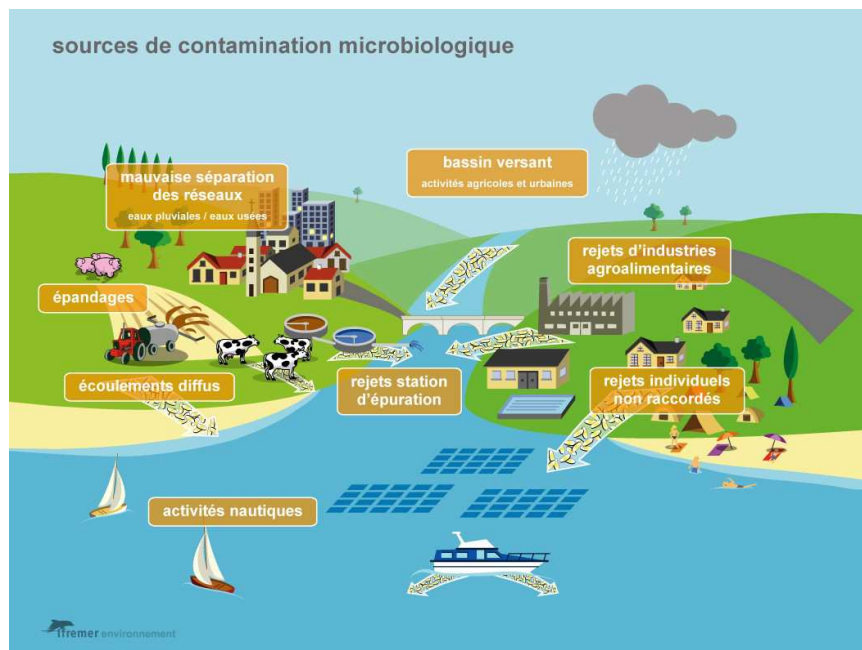 sources de contamination microbiologique
mauvaise séparation
des réseaux
eaux pluviales / eaux usées
bassin versant
activités agricoles et urbaines
rejets d'industries
agroalimentaires
épandages
écoulements diffus
rejets station
d'épuration
rejets individuels
non raccordés
activités nautiques
ifremer environnement